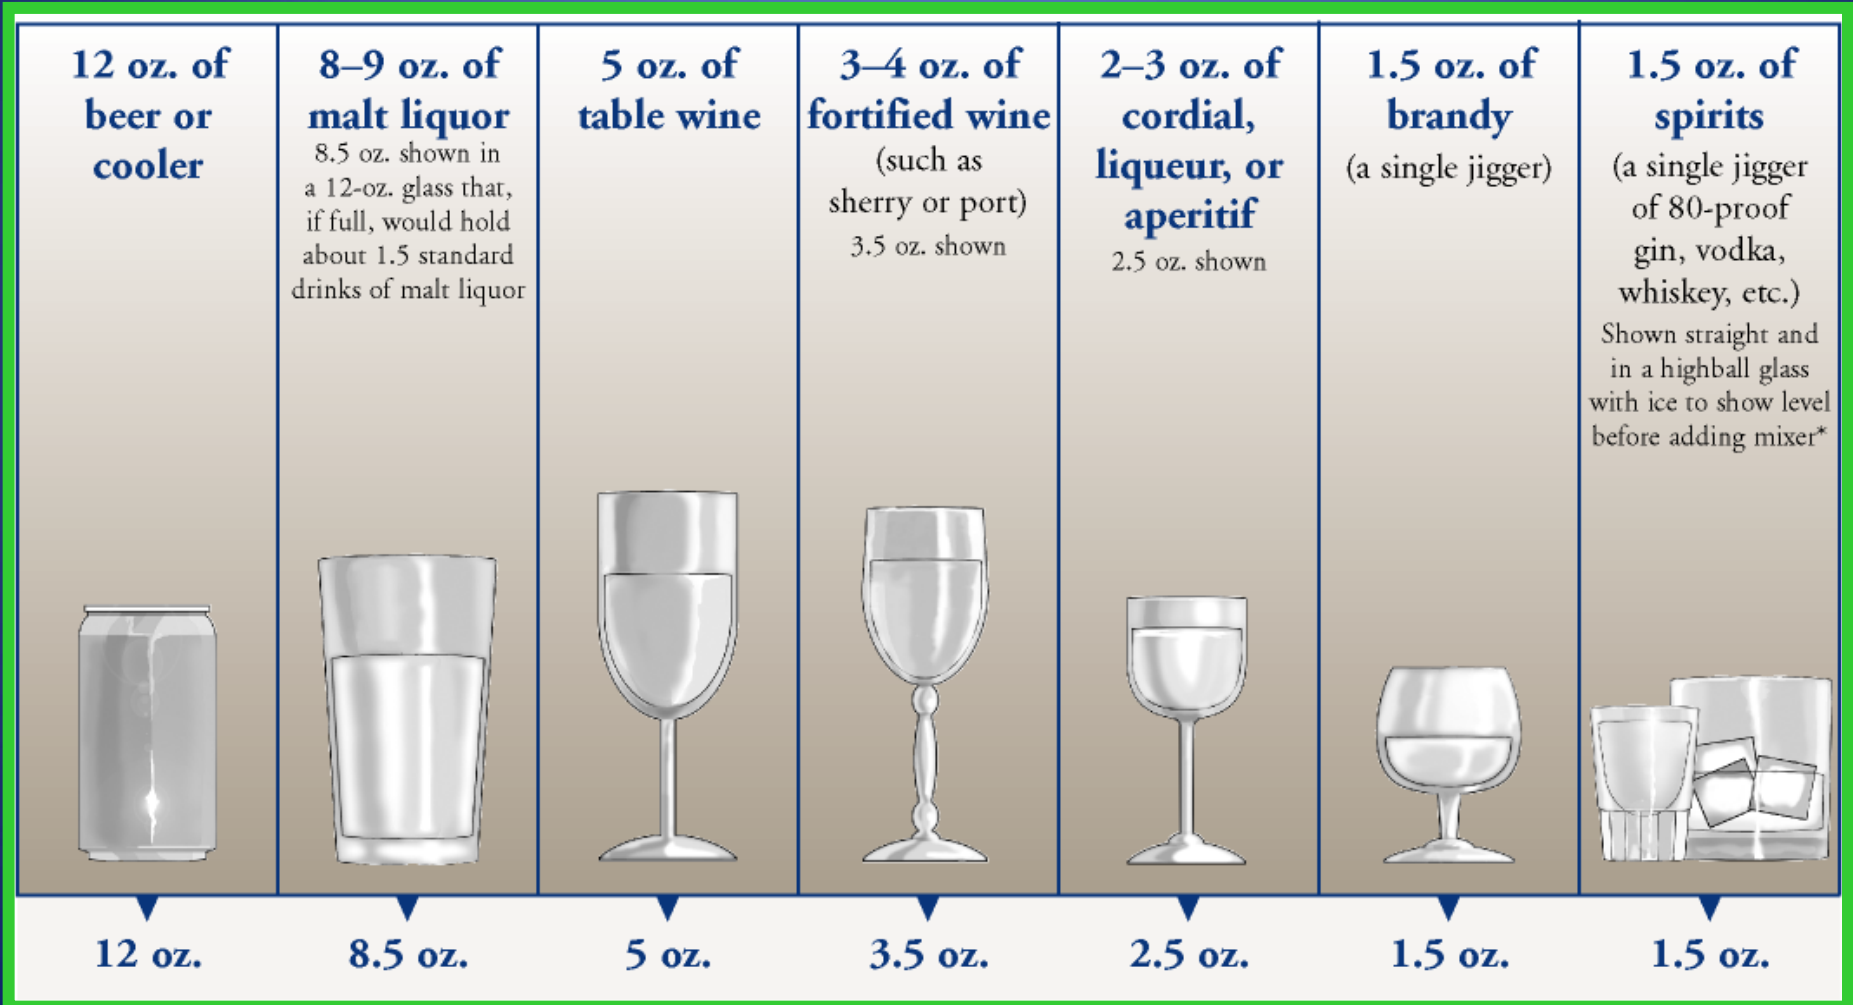 12 oz. of
beer or
cooler
8–9 oz. of
malt liquor
8.5 oz. shown in
a 12-oz. glass that,
if full, would hold
about 1.5 standard
drinks of malt liquor
5 oz. of
table wine
3–4 oz. of
fortified wine
(such as
sherry or port)
3.5 oz. shown
2–3 oz. of
cordial,
liqueur, or
aperitif
2.5 oz. shown
1.5 oz. of
brandy
(a single jigger)
1.5 oz. of
spirits
(a single jigger
of 80-proof
gin, vodka,
whiskey, etc.)
Shown straight and
in a highball glass
with ice to show level
before adding mixer*
12 oz.
8.5 oz.
5 oz.
3.5 oz.
2.5 oz.
1.5 oz.
1.5 oz.